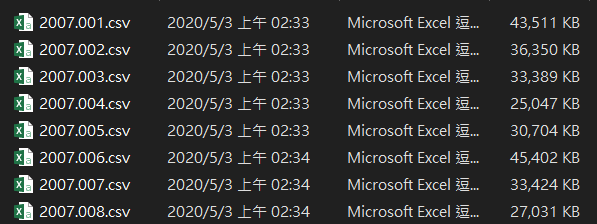 2007.001.csv 2020/5/3 上午 02:33 Microsoft Excel 逗... 43,511 KB
2007.002.csv 2020/5/3 上午 02:33 Microsoft Excel 逗... 36,350 KB
2007.003.csv 2020/5/3 上午 02:33 Microsoft Excel 逗... 33,389 KB
2007.004.csv 2020/5/3 上午 02:33 Microsoft Excel 逗... 25,047 KB
2007.005.csv 2020/5/3 上午 02:33 Microsoft Excel 逗... 30,704 KB
2007.006.csv 2020/5/3 上午 02:34 Microsoft Excel 逗... 45,402 KB
2007.007.csv 2020/5/3 上午 02:34 Microsoft Excel 逗... 33,424 KB
2007.008.csv 2020/5/3 上午 02:34 Microsoft Excel 逗... 27,031 KB